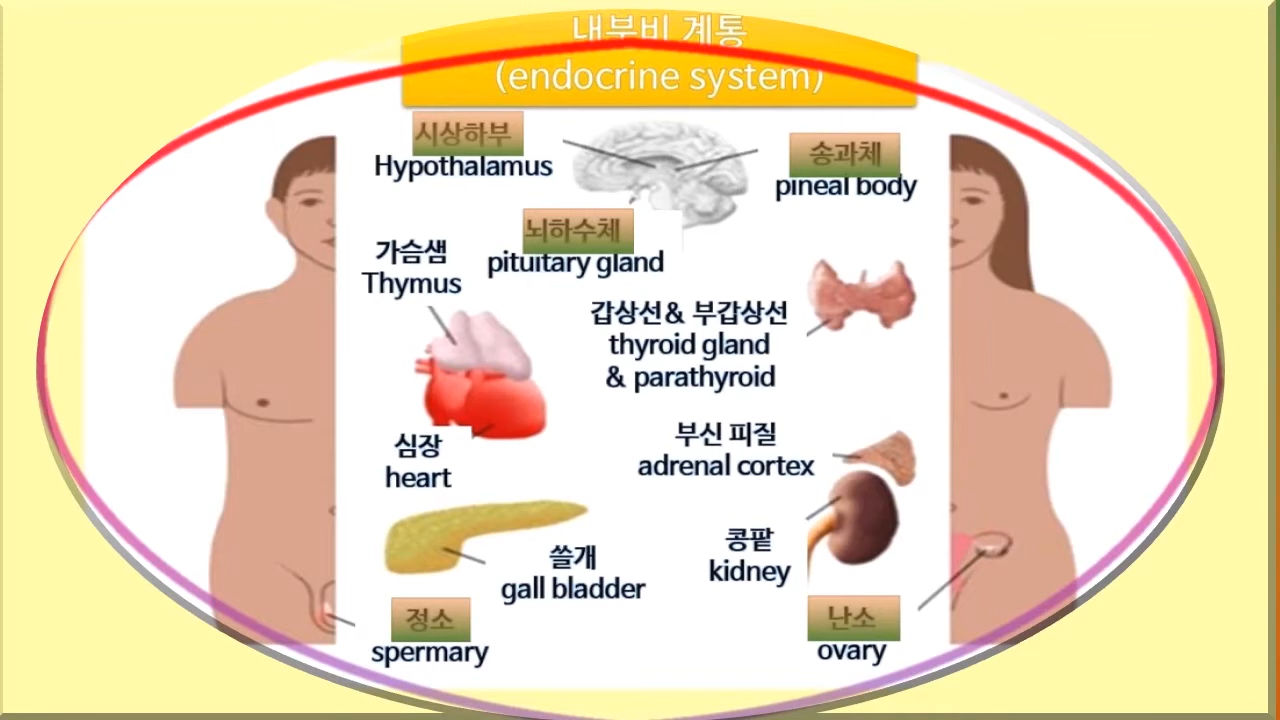 내부비 계통
(endocrine system)
시상하부
Hypothalamus
송과체
pineal body
뇌하수체
pituitary gland
가슴샘
Thymus
갑상선& 부갑상선
thyroid gland
& parathyroid
심장
heart
부신 피질
adrenal cortex
쓸개
gall bladder
콩팥
kidney
정소
spermary
난소
ovary